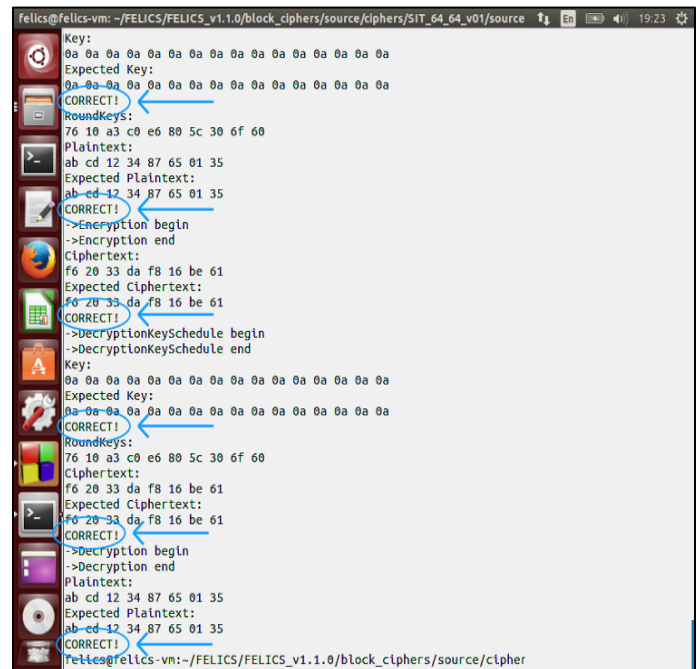 felics@felics-vm: ~/FELICS/FELICS_v1.1.0/block_ciphers/source/ciphers/SIT_64_64_v01/source En 19:23
Key:
0a 0a 0a 0a 0a 0a 0a 0a 0a 0a 0a 0a 0a 0a 0a 0a
Expected Key:
0a 0a 0a 0a 0a 0a 0a 0a 0a 0a 0a 0a 0a 0a 0a 0a
CORRECT!
RoundKeys:
76 10 a3 c0 e6 80 5c 30 6f 60
Plaintext:
ab cd 12 34 87 65 01 35
Expected Plaintext:
ab cd 12 34 87 65 01 35
CORRECT!
->Encryption begin
->Encryption end
Ciphertext:
f6 20 33 da f8 16 be 61
Expected Ciphertext:
f6 20 33 da f8 16 be 61
CORRECT!
->DecryptionKeySchedule begin
->DecryptionKeySchedule end
Key:
0a 0a 0a 0a 0a 0a 0a 0a 0a 0a 0a 0a 0a 0a 0a 0a
Expected Key:
0a 0a 0a 0a 0a 0a 0a 0a 0a 0a 0a 0a 0a 0a 0a 0a
CORRECT!
RoundKeys:
76 10 a3 c0 e6 80 5c 30 6f 60
Ciphertext:
f6 20 33 da f8 16 be 61
Expected Ciphertext:
f6 20 33 da f8 16 be 61
CORRECT!
->Decryption begin
->Decryption end
Plaintext:
ab cd 12 34 87 65 01 35
Expected Plaintext:
ab cd 12 34 87 65 01 35
CORRECT!
felics@felics-vm:~/FELICS/FELICS_v1.1.0/block_ciphers/source/cipher